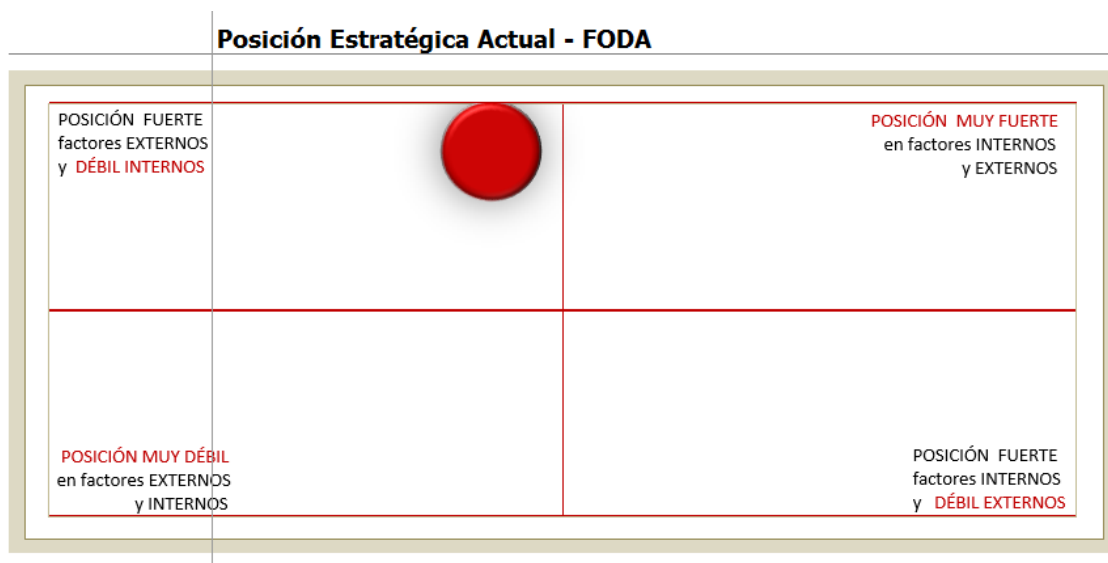 Posición Estratégica Actual - FODA
POSICIÓN FUERTE
factores EXTERNOS
y DÉBIL INTERNOS
POSICIÓN MUY FUERTE
en factores INTERNOS
y EXTERNOS
POSICIÓN MUY DÉBIL
en factores EXTERNOS
y INTERNOS
POSICIÓN FUERTE
factores INTERNOS
y DÉBIL EXTERNOS